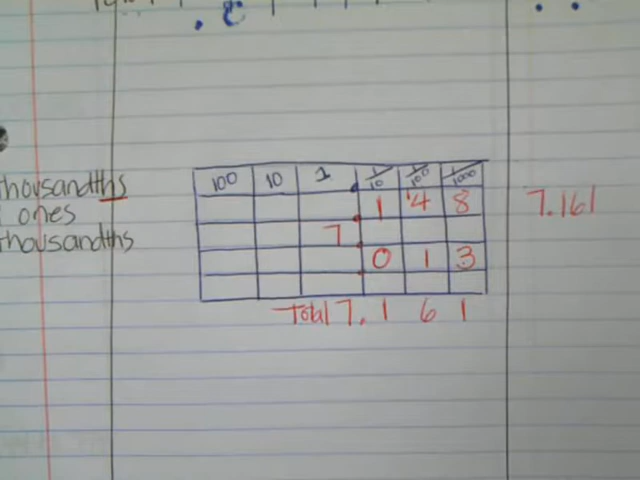 100 10 1 1/10 1/100 1/1000
thousandths 1 4 8 7.161
ones 7
thousandths 0 1 3
Total 7. 1 6 1